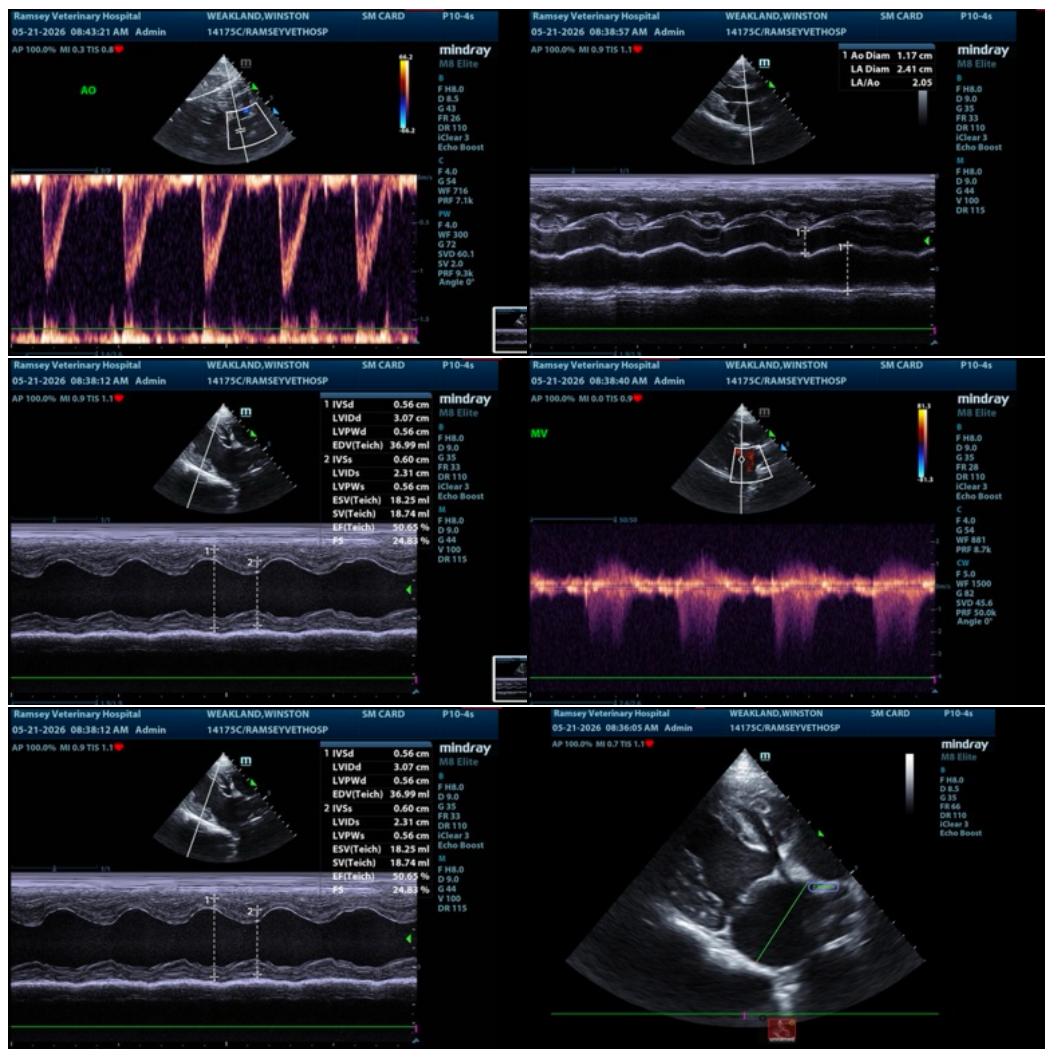 Ramsey Veterinary Hospital WEAKLAND,WINSTON SM CARD P10-4s
05-21-2026 08:43:21 AM Admin 14175C/RAMSEYVETHOSP
AP 100.0% MI 0.3 TIS 0.8
mindray
M8 Elite
AO
66.2
-66.2
m
B
F H8.0
D 8.5
G 43
FR 26
DR 110
iClear 3
Echo Boost
C
F 4.0
G 54
WF 716
PRF 7.1k
PW
F 4.0
WF 300
G 72
SVD 60.1
SV 2.0
PRF 9.3k
Angle 0°
Ramsey Veterinary Hospital WEAKLAND,WINSTON SM CARD P10-4s
05-21-2026 08:38:57 AM Admin 14175C/RAMSEYVETHOSP
AP 100.0% MI 0.9 TIS 1.1
mindray
M8 Elite
m
1 Ao Diam 1.17 cm
LA Diam 2.41 cm
LA/Ao 2.05
B
F H8.0
D 9.0
G 35
FR 33
DR 110
iClear 3
Echo Boost
M
F H8.0
D 9.0
G 44
V 100
DR 115
1
1
Ramsey Veterinary Hospital WEAKLAND,WINSTON SM CARD P10-4s
05-21-2026 08:38:12 AM Admin 14175C/RAMSEYVETHOSP
AP 100.0% MI 0.9 TIS 1.1
mindray
M8 Elite
m
1 IVSd 0.56 cm
LVIDd 3.07 cm
LVPWd 0.56 cm
EDV(Teich) 36.99 ml
2 IVSs 0.60 cm
LVIDs 2.31 cm
LVPWs 0.56 cm
ESV(Teich) 18.25 ml
SV(Teich) 18.74 ml
EF(Teich) 50.65 %
FS 24.83 %
B
F H8.0
D 9.0
G 35
FR 33
DR 110
iClear 3
Echo Boost
M
F H8.0
D 9.0
G 44
V 100
DR 115
1
2
Ramsey Veterinary Hospital WEAKLAND,WINSTON SM CARD P10-4s
05-21-2026 08:38:40 AM Admin 14175C/RAMSEYVETHOSP
AP 100.0% MI 0.0 TIS 0.9
mindray
M8 Elite
MV
81.3
-81.3
m
B
F H8.0
D 9.0
G 35
FR 28
DR 110
iClear 3
Echo Boost
C
F 4.0
G 54
WF 881
PRF 8.7k
CW
F 5.0
WF 1500
G 82
SVD 45.6
PRF 50.0k
Angle 0°
Ramsey Veterinary Hospital WEAKLAND,WINSTON SM CARD P10-4s
05-21-2026 08:38:12 AM Admin 14175C/RAMSEYVETHOSP
AP 100.0% MI 0.9 TIS 1.1
mindray
M8 Elite
m
1 IVSd 0.56 cm
LVIDd 3.07 cm
LVPWd 0.56 cm
EDV(Teich) 36.99 ml
2 IVSs 0.60 cm
LVIDs 2.31 cm
LVPWs 0.56 cm
ESV(Teich) 18.25 ml
SV(Teich) 18.74 ml
EF(Teich) 50.65 %
FS 24.83 %
B
F H8.0
D 9.0
G 35
FR 33
DR 110
iClear 3
Echo Boost
M
F H8.0
D 9.0
G 44
V 100
DR 115
1
2
Ramsey Veterinary Hospital WEAKLAND,WINSTON SM CARD P10-4s
05-21-2026 08:36:05 AM Admin 14175C/RAMSEYVETHOSP
AP 100.0% MI 0.7 TIS 1.1
mindray
M8 Elite
m
B
F H8.0
D 8.5
G 35
FR 66
DR 110
iClear 3
Echo Boost